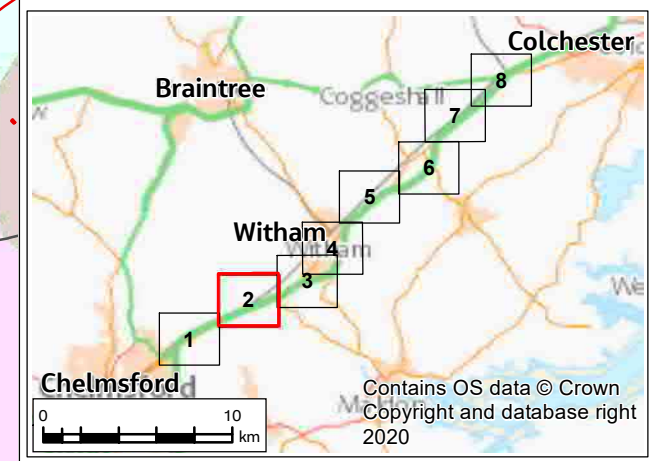 Colchester
8
Braintree
Coggeshall
7
6
5
Witham
Witham
4
3
2
We
1
Chelmsford
0 10
km
Contains OS data © Crown
Copyright and database right
2020